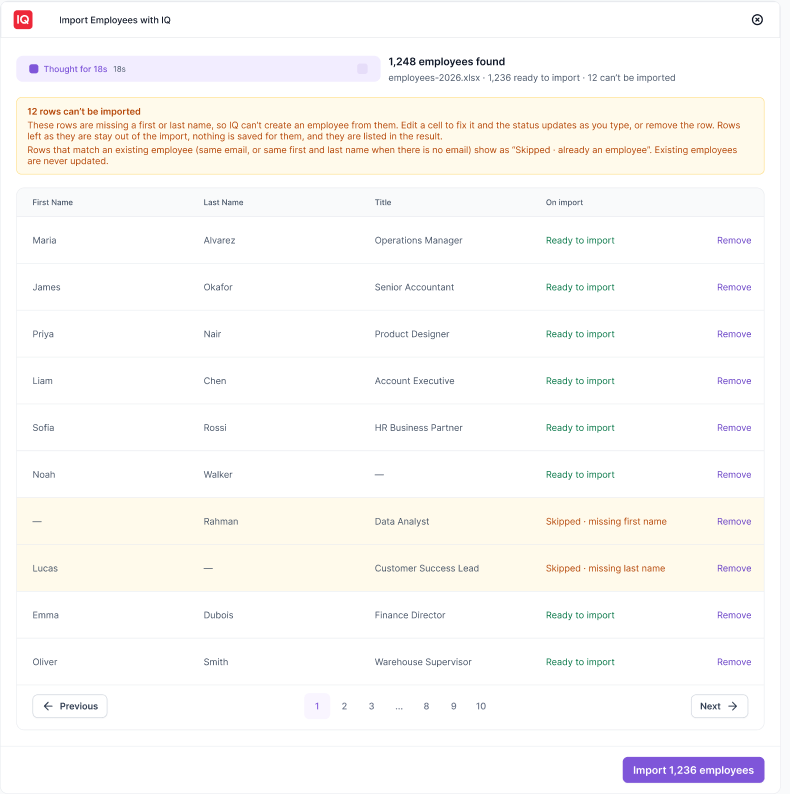 IQ Import Employees with IQ
Thought for 18s 18s
1,248 employees found
employees-2026.xlsx · 1,236 ready to import · 12 can't be imported
12 rows can't be imported
These rows are missing a first or last name, so IQ can't create an employee from them. Edit a cell to fix it and the status updates as you type, or remove the row. Rows
left as they are stay out of the import, nothing is saved for them, and they are listed in the result.
Rows that match an existing employee (same email, or same first and last name when there is no email) show as “Skipped · already an employee”. Existing employees
are never updated.
First Name Last Name Title On import
Maria Alvarez Operations Manager Ready to import Remove
James Okafor Senior Accountant Ready to import Remove
Priya Nair Product Designer Ready to import Remove
Liam Chen Account Executive Ready to import Remove
Sofia Rossi HR Business Partner Ready to import Remove
Noah Walker — Ready to import Remove
— Rahman Data Analyst Skipped · missing first name Remove
Lucas — Customer Success Lead Skipped · missing last name Remove
Emma Dubois Finance Director Ready to import Remove
Oliver Smith Warehouse Supervisor Ready to import Remove
← Previous 1 2 3 ... 8 9 10 Next →
Import 1,236 employees